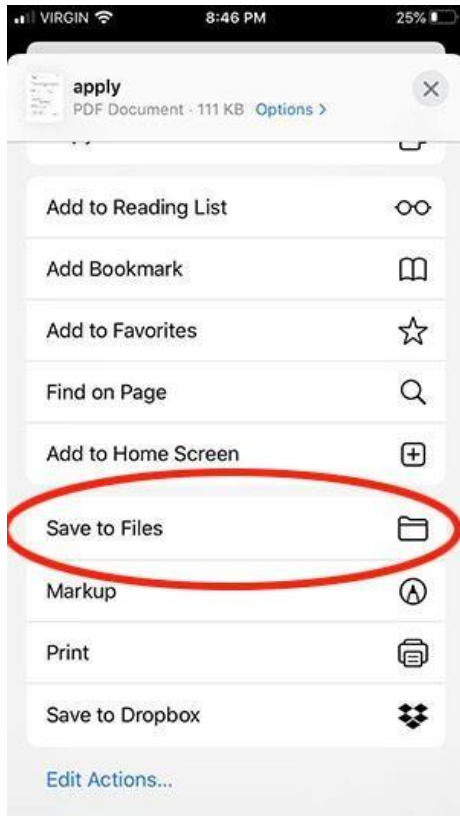 VIRGIN 8:46 PM 25%
apply
PDF Document · 111 KB Options >
Add to Reading List
Add Bookmark
Add to Favorites
Find on Page
Add to Home Screen
Save to Files
Markup
Print
Save to Dropbox
Edit Actions...